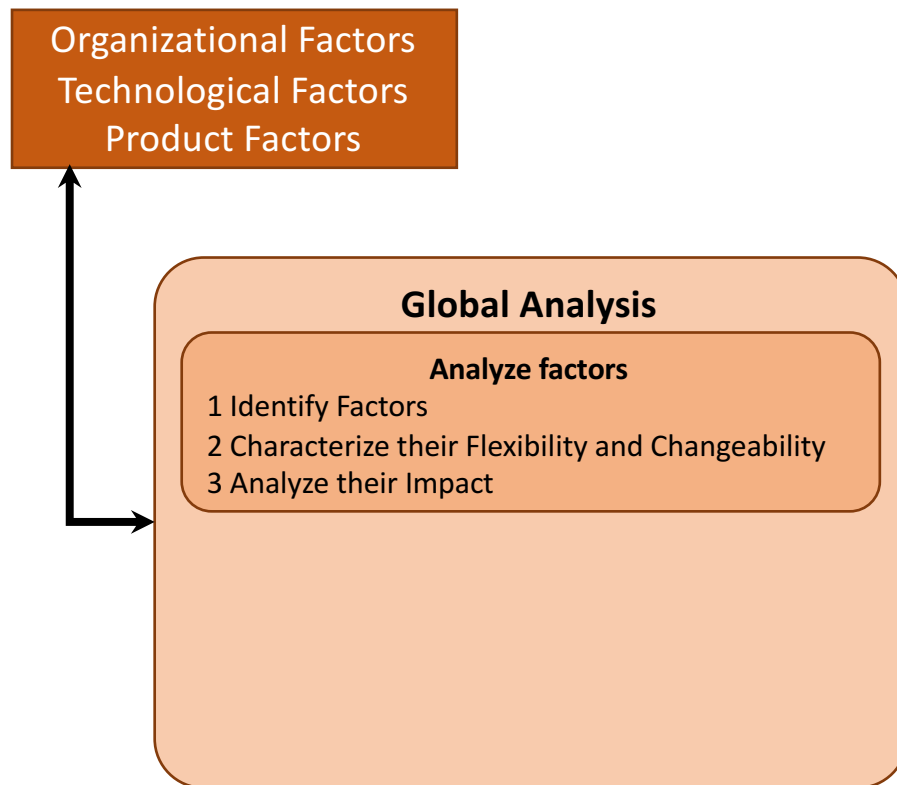 Organizational Factors
Technological Factors
Product Factors
Global Analysis
Analyze factors
1 Identify Factors
2 Characterize their Flexibility and Changeability
3 Analyze their Impact